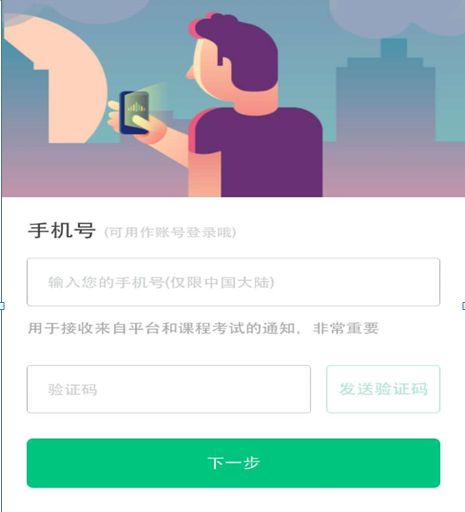 手机号 (可用作账号登录哦)
输入您的手机号(仅限中国大陆)
用于接收来自平台和课程考试的通知，非常重要
验证码 发送验证码
下一步